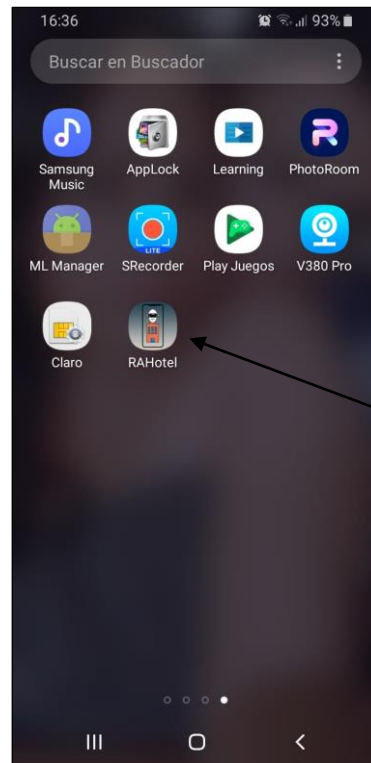 16:36
93%
Buscar en Buscador
Samsung Music
AppLock
Learning
PhotoRoom
ML Manager
LITE
SRecorder
Play Juegos
V380 Pro
Claro
RAHotel